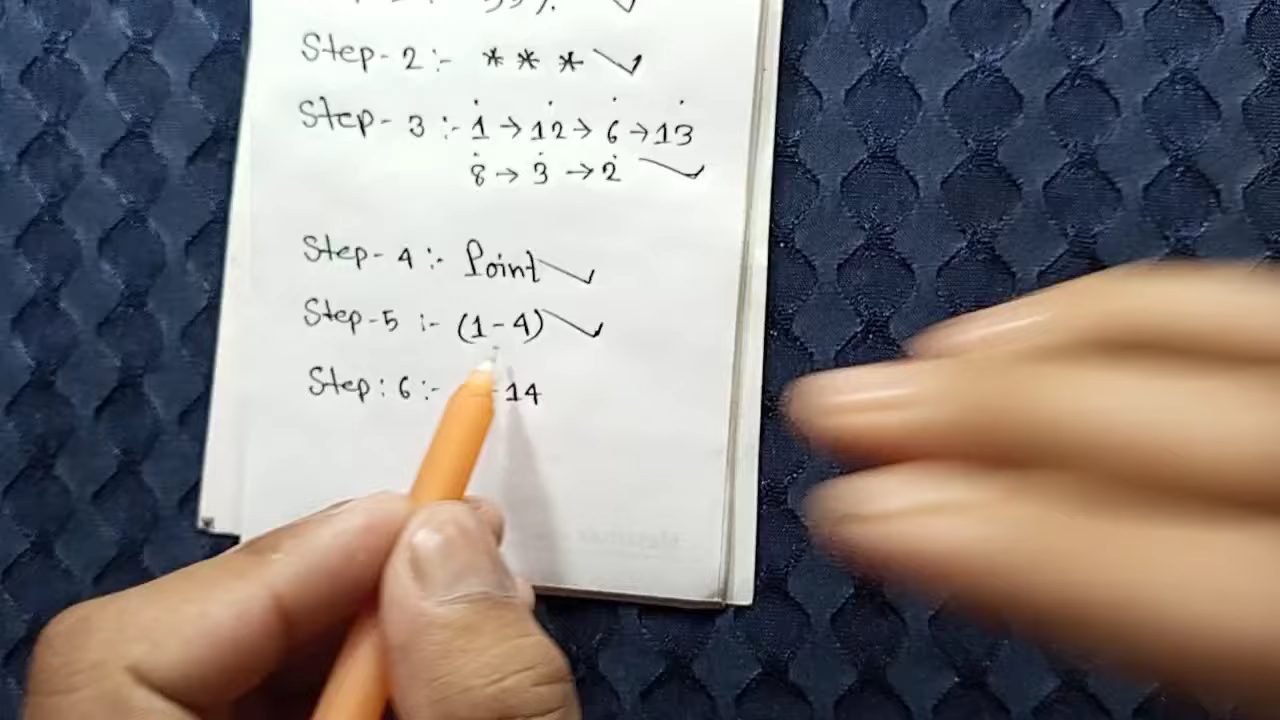 Step-2 :- * * *
Step-3 :- 1 → 12 → 6 → 13
8 → 3 → 2
Step-4 :- Point
Step-5 :- (1-4)
Step: 6 :- -14